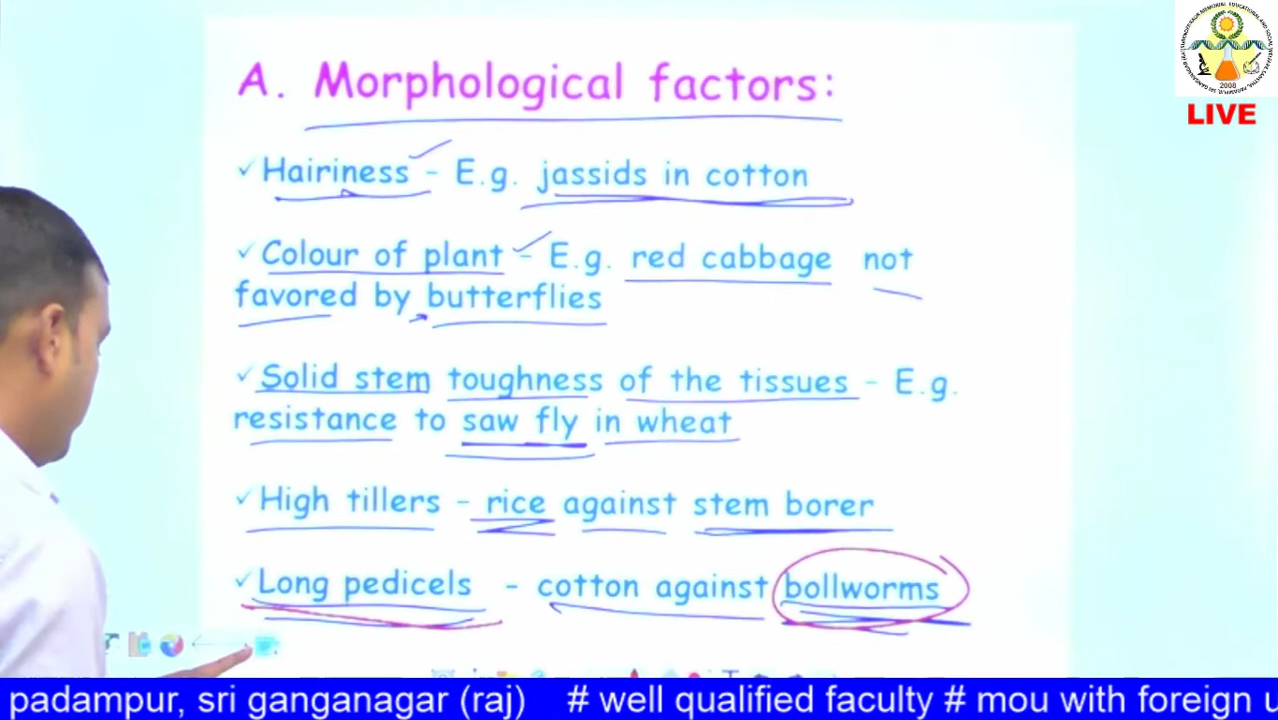 A. Morphological factors:
✓ Hairiness - E.g. jassids in cotton
✓ Colour of plant - E.g. red cabbage not
favored by butterflies
✓ Solid stem toughness of the tissues - E.g.
resistance to saw fly in wheat
✓ High tillers - rice against stem borer
✓ Long pedicels - cotton against bollworms
2008
LIVE
padampur, sri ganganagar (raj) # well qualified faculty # mou with foreign u